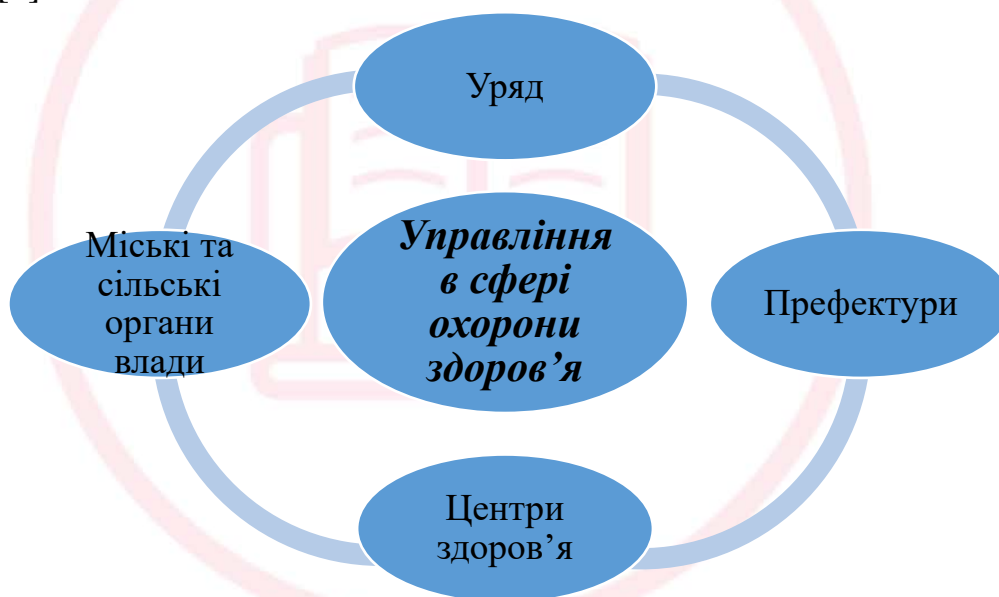 Уряд
Управління
в сфері
охорони
здоров’я
Міські та
сільські
органи
влади
Префектури
Центри
здоров’я